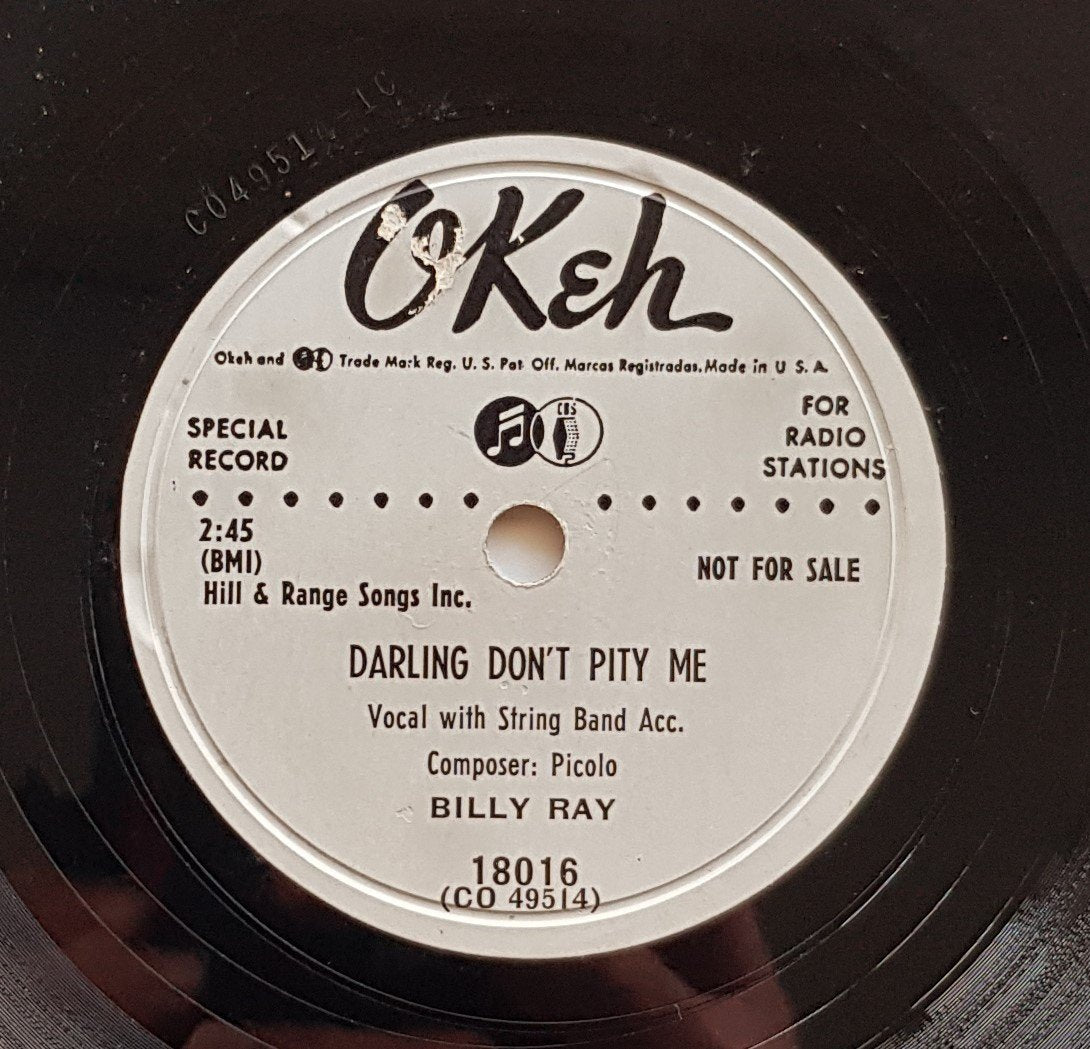 CO49514-1C
OKeh
Okeh and Trade Mark Reg. U. S. Pat. Off. Marcas Registradas. Made in U S. A.
CBS
SPECIAL
RECORD
FOR
RADIO
STATIONS
2:45
(BMI)
Hill & Range Songs Inc.
NOT FOR SALE
DARLING DON'T PITY ME
Vocal with String Band Acc.
Composer: Picolo
BILLY RAY
18016
(CO 49514)